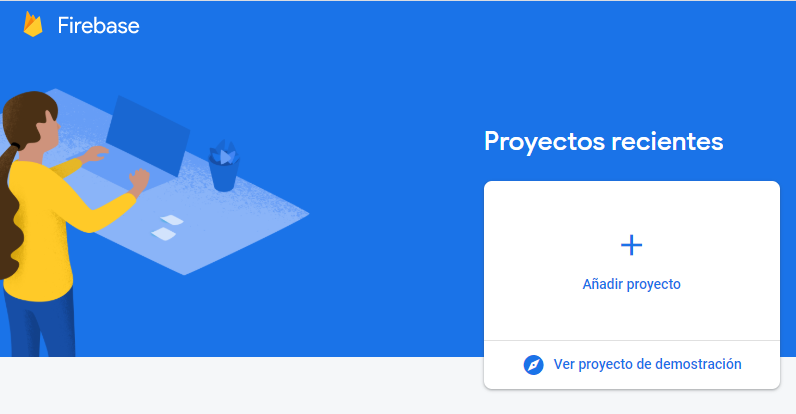 Firebase
Proyectos recientes
Añadir proyecto
Ver proyecto de demostración